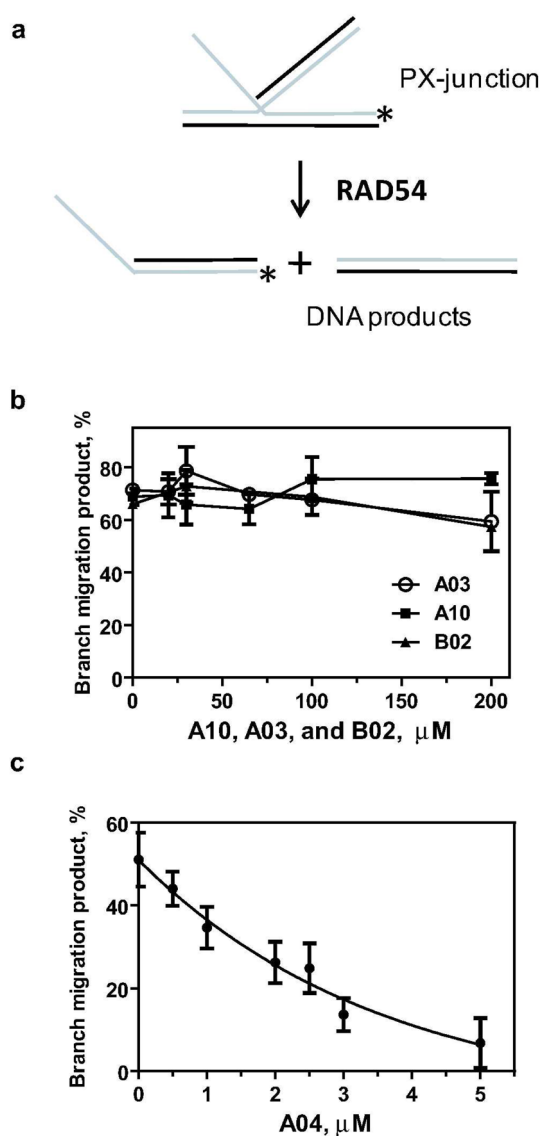 a
PX-junction
*
RAD54
* +
DNA products
b
Branch migration product, %
80
60
40
20
0
A03
A10
B02
0 50 100 150 200
A10, A03, and B02, μM
c
Branch migration product, %
60
40
20
0
0 1 2 3 4 5
A04, μM